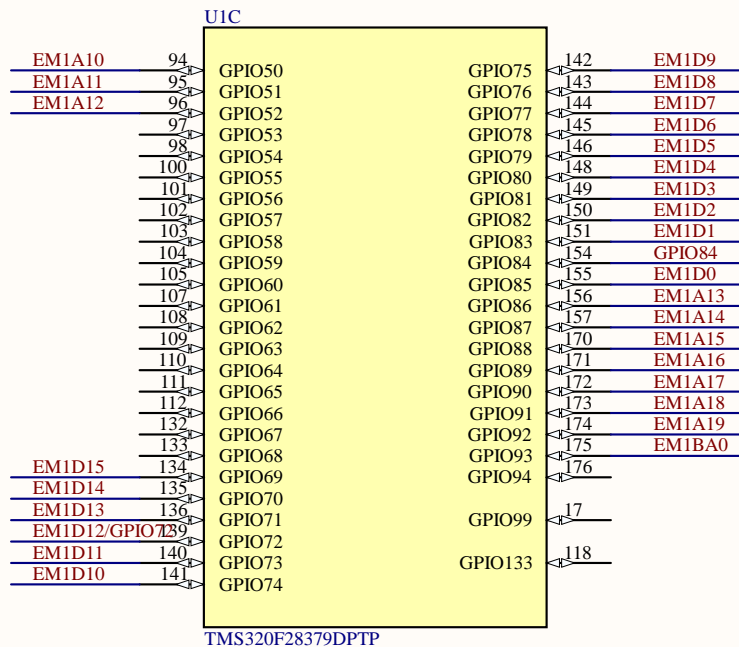 U1C
EM1A10 94 GPIO50 GPIO75 142 EM1D9
EM1A11 95 GPIO51 GPIO76 143 EM1D8
EM1A12 96 GPIO52 GPIO77 144 EM1D7
97 GPIO53 GPIO78 145 EM1D6
98 GPIO54 GPIO79 146 EM1D5
100 GPIO55 GPIO80 148 EM1D4
101 GPIO56 GPIO81 149 EM1D3
102 GPIO57 GPIO82 150 EM1D2
103 GPIO58 GPIO83 151 EM1D1
104 GPIO59 GPIO84 154 GPIO84
105 GPIO60 GPIO85 155 EM1D0
107 GPIO61 GPIO86 156 EM1A13
108 GPIO62 GPIO87 157 EM1A14
109 GPIO63 GPIO88 170 EM1A15
110 GPIO64 GPIO89 171 EM1A16
111 GPIO65 GPIO90 172 EM1A17
112 GPIO66 GPIO91 173 EM1A18
132 GPIO67 GPIO92 174 EM1A19
133 GPIO68 GPIO93 175 EM1BA0
EM1D15 134 GPIO69 GPIO94 176
EM1D14 135 GPIO70
EM1D13 136 GPIO71 GPIO99 17
EM1D12/GPIO72 139 GPIO72
EM1D11 140 GPIO73 GPIO133 118
EM1D10 141 GPIO74
TMS320F28379DPTP